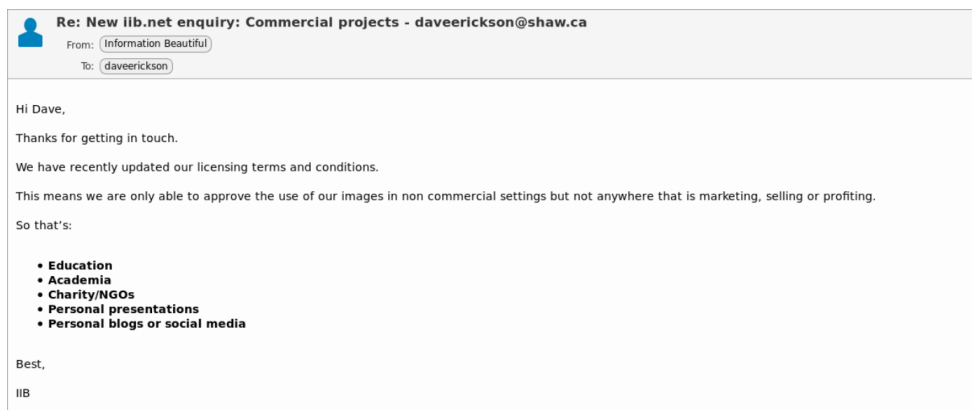 Re: New iib.net enquiry: Commercial projects - daveerickson@shaw.ca
From: Information Beautiful
To: daveerickson
Hi Dave,
Thanks for getting in touch.
We have recently updated our licensing terms and conditions.
This means we are only able to approve the use of our images in non commercial settings but not anywhere that is marketing, selling or profiting.
So that's:
• Education
• Academia
• Charity/NGOs
• Personal presentations
• Personal blogs or social media
Best,
IIB